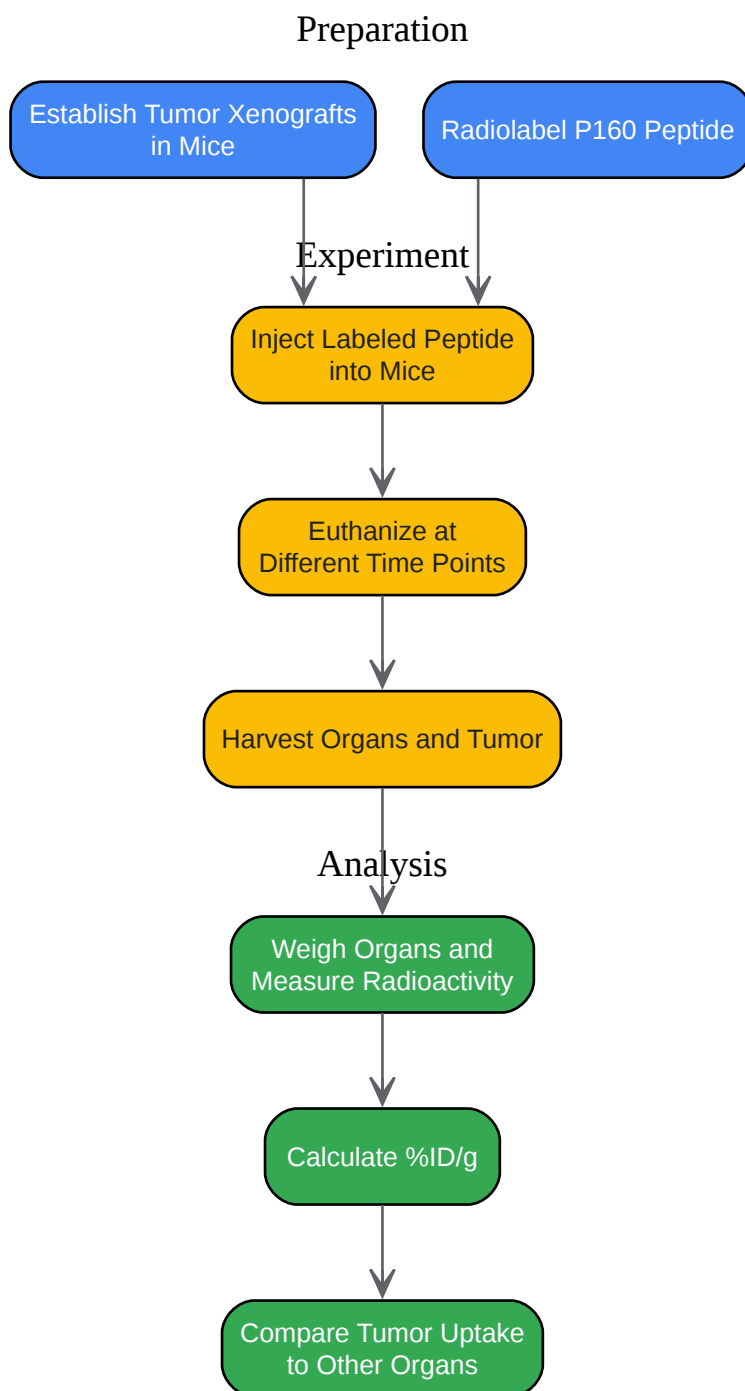 Preparation
Establish Tumor Xenografts
in Mice
Radiolabel P160 Peptide
Experiment
Inject Labeled Peptide
into Mice
Euthanize at
Different Time Points
Harvest Organs and Tumor
Analysis
Weigh Organs and
Measure Radioactivity
Calculate %ID/g
Compare Tumor Uptake
to Other Organs